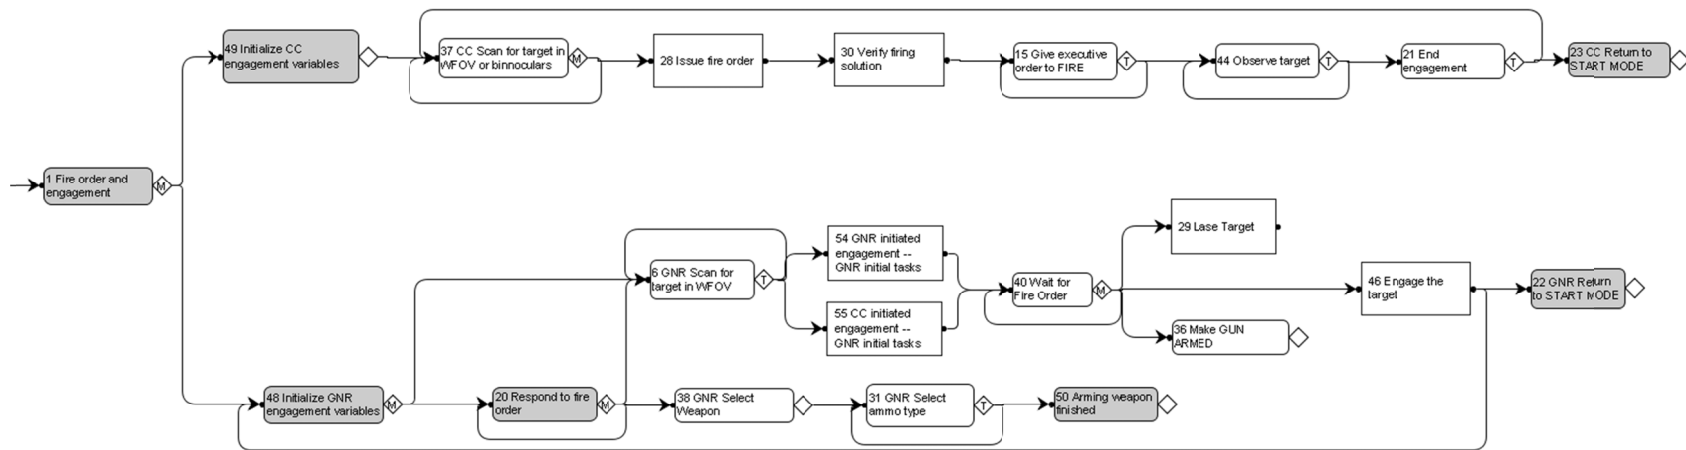 49 Initialize CC
engagement variables
37 CC Scan for target in
WFOV or binnoculars
M
28 Issue fire order
30 Verify firing
solution
15 Give executive
order to FIRE
T
44 Observe target
T
21 End
engagement
T
23 CC Return to
START MODE
1 Fire order and
engagement
M
29 Lase Target
54 GNR initiated
engagement --
GNR initial tasks
6 GNR Scan for
target in WFOV
T
40 Wait for
Fire Order
M
46 Engage the
target
22 GNR Return
to START MODE
55 CC initiated
engagement --
GNR initial tasks
36 Make GUN
ARMED
48 Initialize GNR
engagement variables
M
20 Respond to fire
order
M
38 GNR Select
Weapon
31 GNR Select
ammo type
T
50 Arming weapon
finished